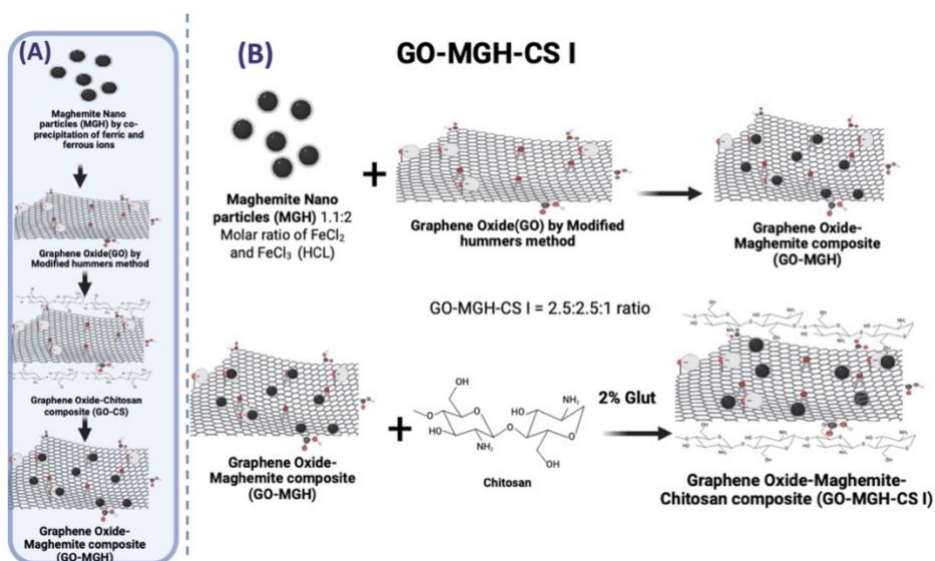 (A)
Maghemite Nano
particles (MGH) by co-
precipitation of ferric and
ferrous ions
Graphene Oxide(GO) by
Modified hummers method
Graphene Oxide-Chitosan
composite (GO-CS)
Graphene Oxide-
Maghemite composite
(GO-MGH)
(B)
GO-MGH-CS I
Maghemite Nano
particles (MGH) 1.1:2
Molar ratio of FeCl₂
and FeCl₃ (HCL)
+
Graphene Oxide(GO) by Modified
hummers method
Graphene Oxide-
Maghemite composite
(GO-MGH)
GO-MGH-CS I = 2.5:2.5:1 ratio
Graphene Oxide-
Maghemite composite
(GO-MGH)
+
OH
O
HO
NH₂
O
O
HO
NH₂
O
OH
Chitosan
2% Glut
Graphene Oxide-Maghemite-
Chitosan composite (GO-MGH-CS I)